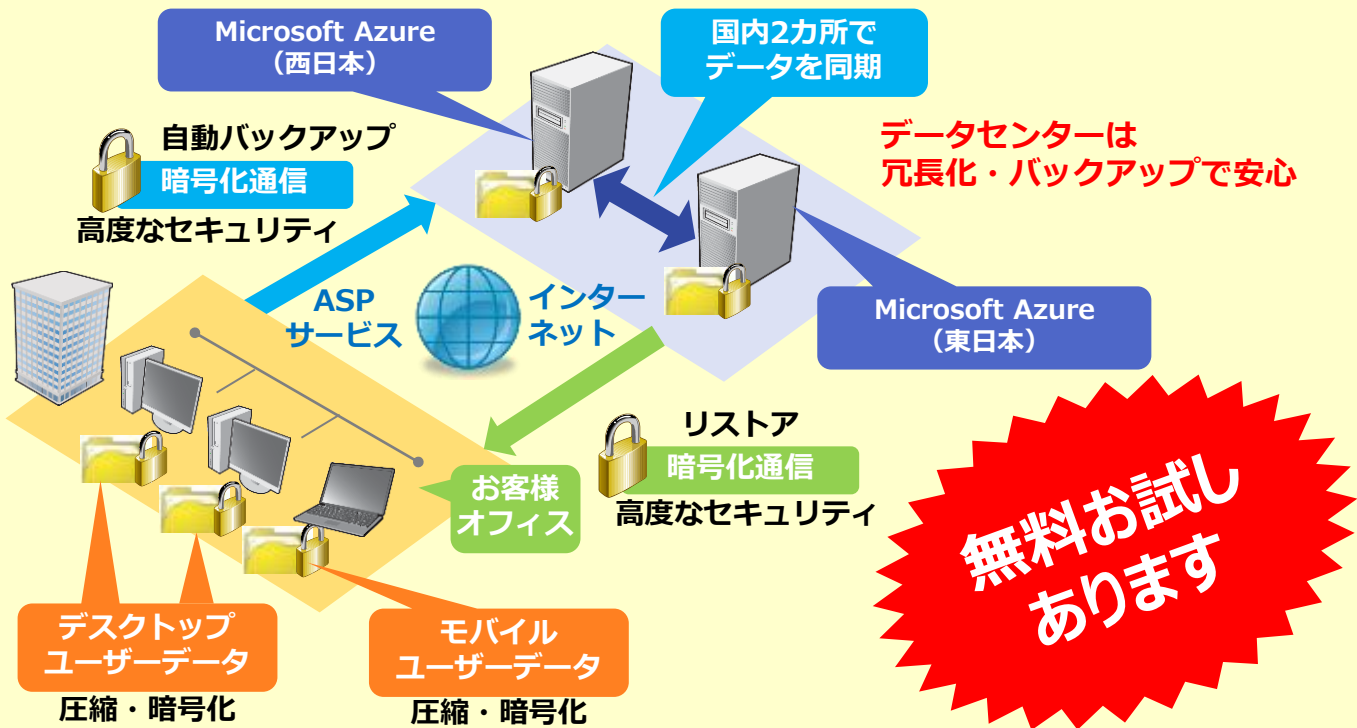 Microsoft Azure
（西日本）
国内2カ所で
データを同期
自動バックアップ
暗号化通信
高度なセキュリティ
データセンターは
冗長化・バックアップで安心
ASP
サービス
インター
ネット
Microsoft Azure
（東日本）
リストア
暗号化通信
高度なセキュリティ
お客様
オフィス
無料お試し
あります
デスクトップ
ユーザーデータ
圧縮・暗号化
モバイル
ユーザーデータ
圧縮・暗号化